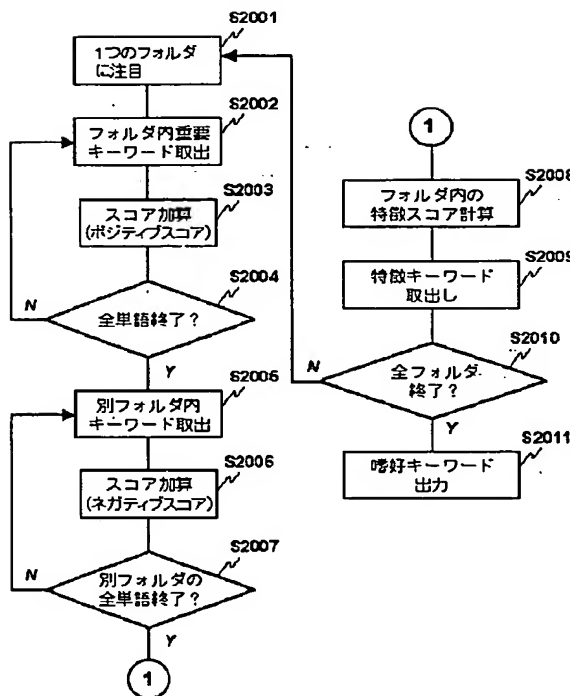 S2001
1つのフォルダ
に注目
S2002
フォルダ内重要
キーワード取出
S2003
スコア加算
(ポジティブスコア)
S2004
全単語終了?
N
Y
S2006
別フォルダ内
キーワード取出
S2006
スコア加算
(ネガティブスコア)
S2007
別フォルダの
全単語終了?
N
Y
1
1
S2008
フォルダ内の
特徴スコア計算
S2009
特徴キーワード
取出し
S2010
全フォルダ
終了?
N
Y
S2011
嗜好キーワード
出力